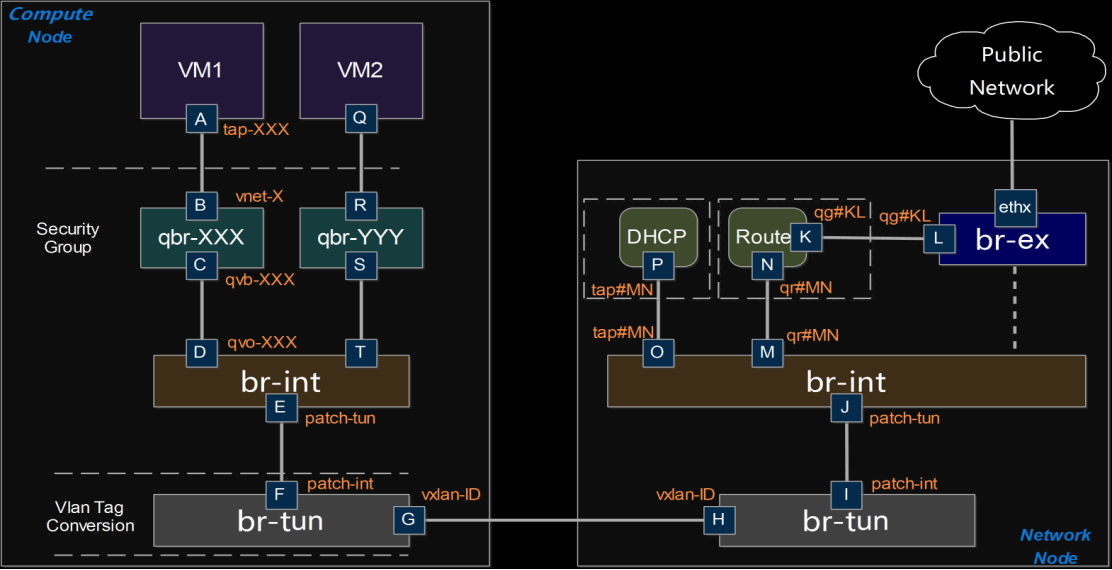 Compute
Node
VM1
VM2
A
Q
tap-XXX
vnet-X
B
R
Security
Group
qbr-XXX
qbr-YYY
C
S
qvb-XXX
qvo-XXX
D
T
br-int
E
patch-tun
patch-int
F
vxlan-ID
Vlan Tag
Conversion
br-tun
G
Public
Network
ethx
qg#KL
qg#KL
DHCP
Route
K
L
br-ex
P
N
tap#MN
qr#MN
tap#MN
qr#MN
O
M
br-int
J
patch-tun
patch-int
I
vxlan-ID
H
br-tun
Network
Node